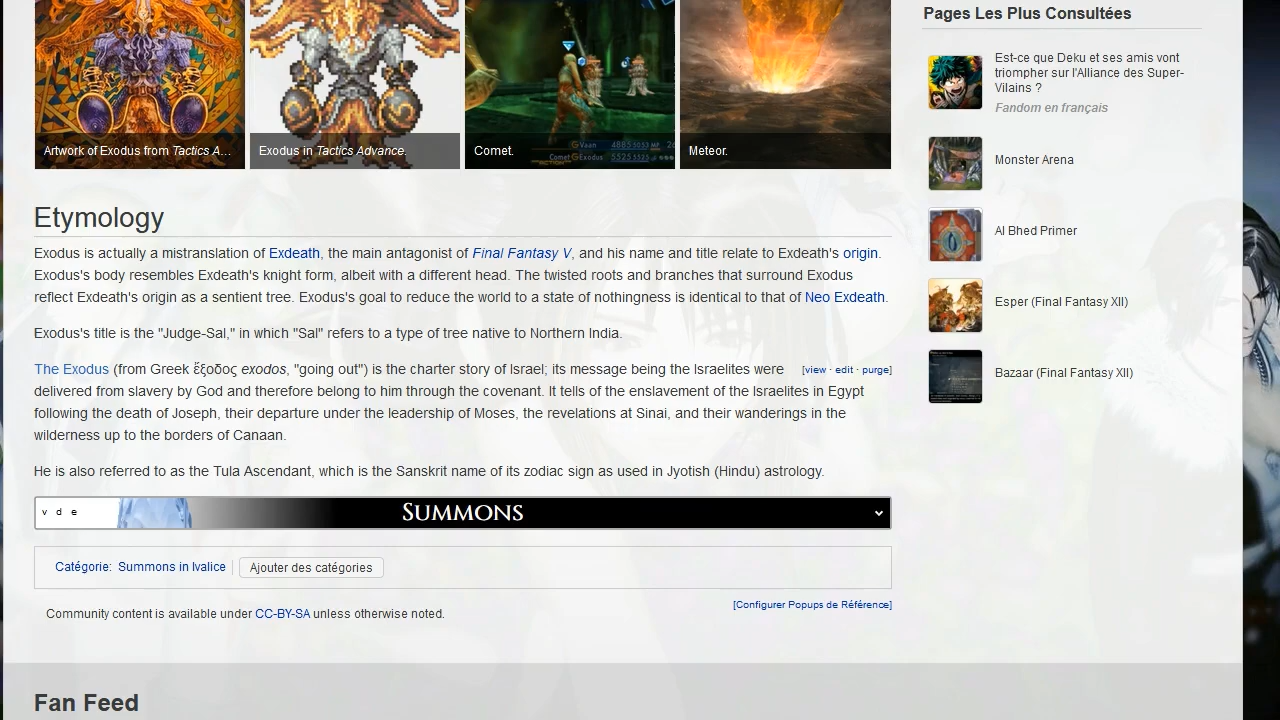 Artwork of Exodus from Tactics A...
Exodus in Tactics Advance.
Comet.
Meteor.
Etymology
Exodus is actually a mistranslation of Exdeath, the main antagonist of Final Fantasy V, and his name and title relate to Exdeath's origin.
Exodus's body resembles Exdeath's knight form, albeit with a different head. The twisted roots and branches that surround Exodus
reflect Exdeath's origin as a sentient tree. Exodus's goal to reduce the world to a state of nothingness is identical to that of Neo Exdeath.
Exodus's title is the "Judge-Sal," in which "Sal" refers to a type of tree native to Northern India.
The Exodus (from Greek ἔξοδος, exodos, "going out") is the charter story of Israel; its message being the Israelites were [view · edit · purge]
delivered from slavery by God and therefore belong to him through the covenant. It tells of the enslavement of the Israelites in Egypt
following the death of Joseph, their departure under the leadership of Moses, the revelations at Sinai, and their wanderings in the
wilderness up to the borders of Canaan.
He is also referred to as the Tula Ascendant, which is the Sanskrit name of its zodiac sign as used in Jyotish (Hindu) astrology.
v d e
Summons
Catégorie: Summons in Ivalice
Ajouter des catégories
[Configurer Popups de Référence]
Community content is available under CC-BY-SA unless otherwise noted.
Fan Feed
Pages Les Plus Consultées
Est-ce que Deku et ses amis vont
triompher sur l'Alliance des Super-
Vilains ?
Fandom en français
Monster Arena
Al Bhed Primer
Esper (Final Fantasy XII)
Bazaar (Final Fantasy XII)